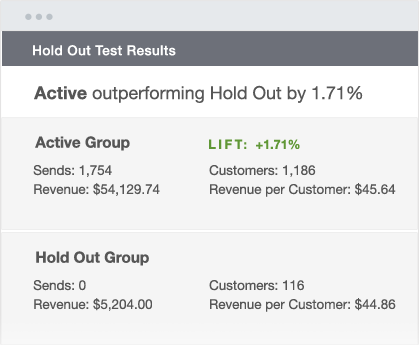 Hold Out Test Results
Active outperforming Hold Out by 1.71%
Active Group
LIFT: +1.71%
Sends: 1,754
Customers: 1,186
Revenue: $54,129.74
Revenue per Customer: $45.64
Hold Out Group
Sends: 0
Customers: 116
Revenue: $5,204.00
Revenue per Customer: $44.86